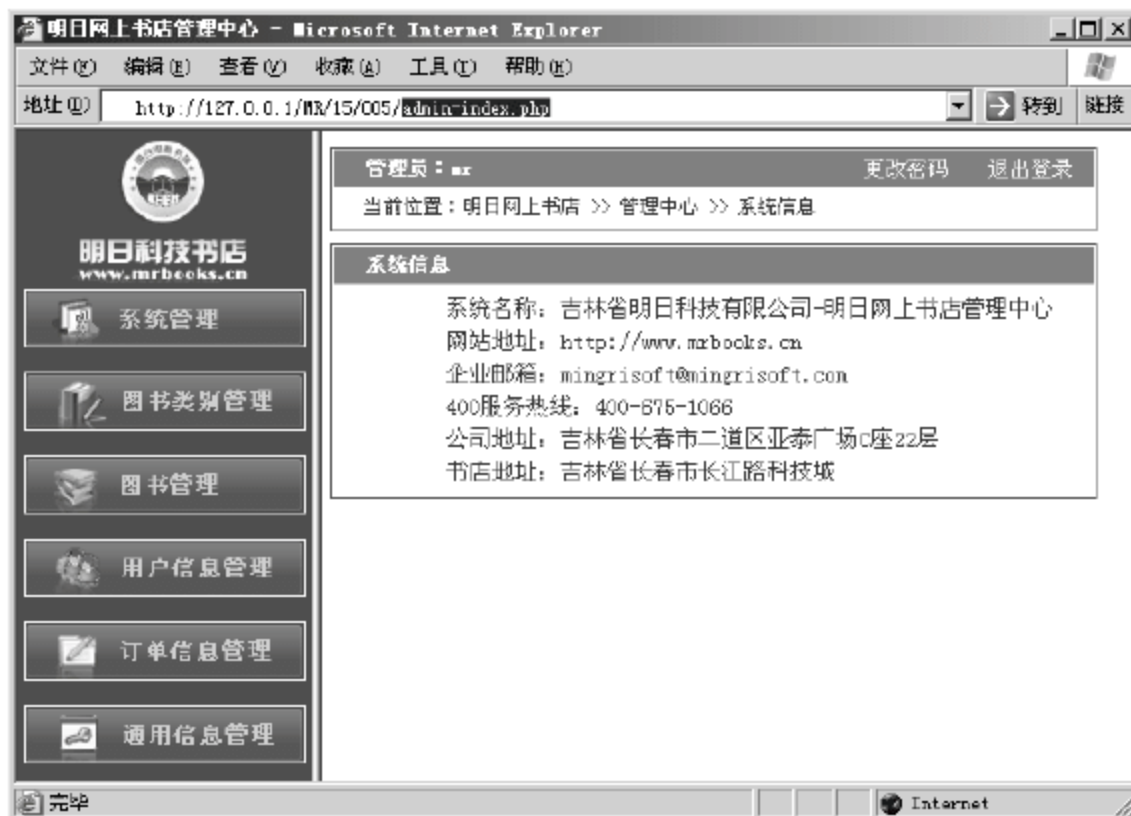 明日网上书店管理中心 - Microsoft Internet Explorer
文件(F) 编辑(E) 查看(V) 收藏(A) 工具(T) 帮助(H)
地址(D) http://127.0.0.1/MR/15/005/admin-index.php 转到 链接
明日科技书店
www.mrbooks.cn
系统管理
图书类别管理
图书管理
用户信息管理
订单信息管理
通用信息管理
管理员：mr 更改密码 退出登录
当前位置：明日网上书店 >> 管理中心 >> 系统信息
系统信息
系统名称：吉林省明日科技有限公司-明日网上书店管理中心
网站地址：http://www.mrbooks.cn
企业邮箱：mingrisoft@mingrisoft.com
400服务热线：400-675-1066
公司地址：吉林省长春市二道区亚泰广场C座22层
书店地址：吉林省长春市长江路科技城
完毕 Internet